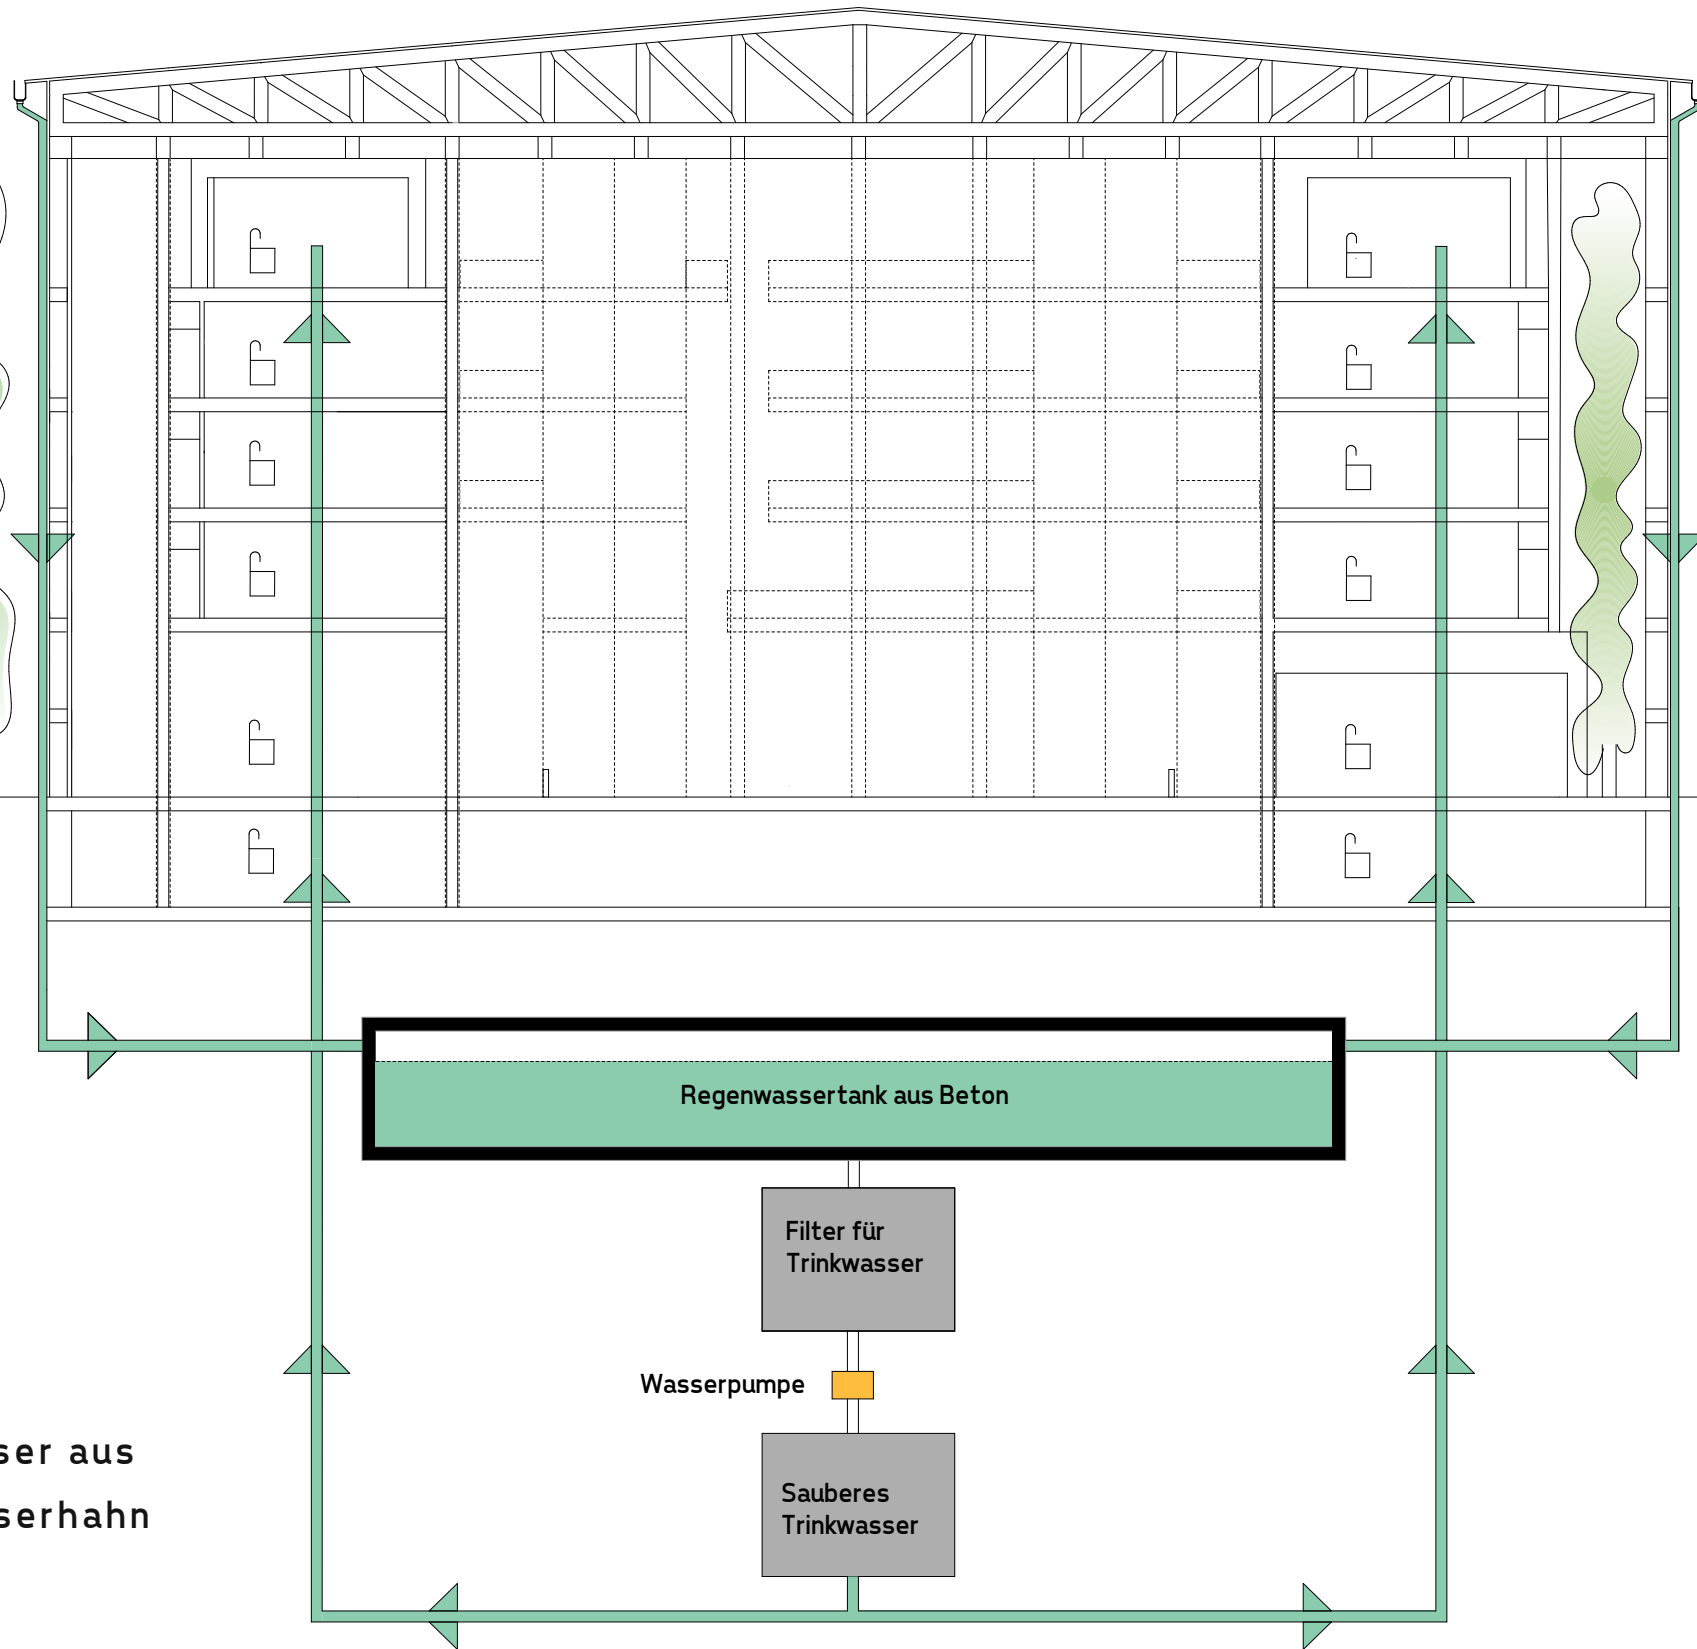 Regenwassertank aus Beton
Filter für
Trinkwasser
Wasserpumpe
Sauberes
Trinkwasser
ser aus
serhahn